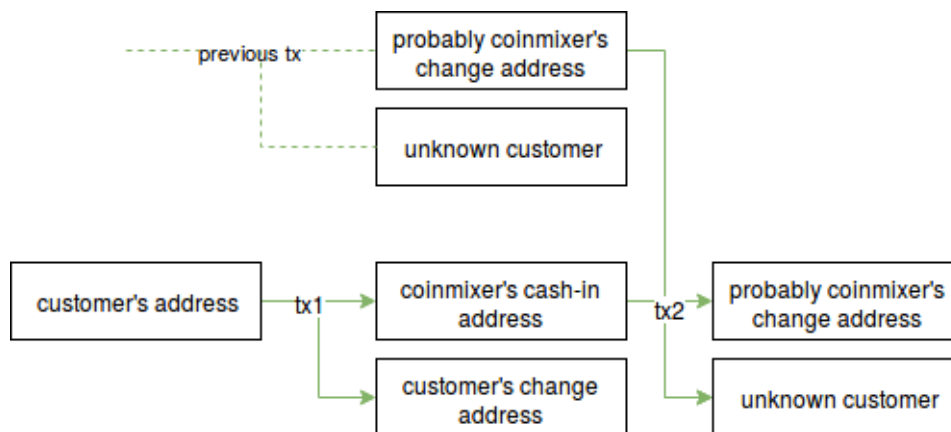 previous tx
probably coinmixer's
change address
unknown customer
customer's address
tx1
coinmixer's cash-in
address
tx2
probably coinmixer's
change address
customer's change
address
unknown customer